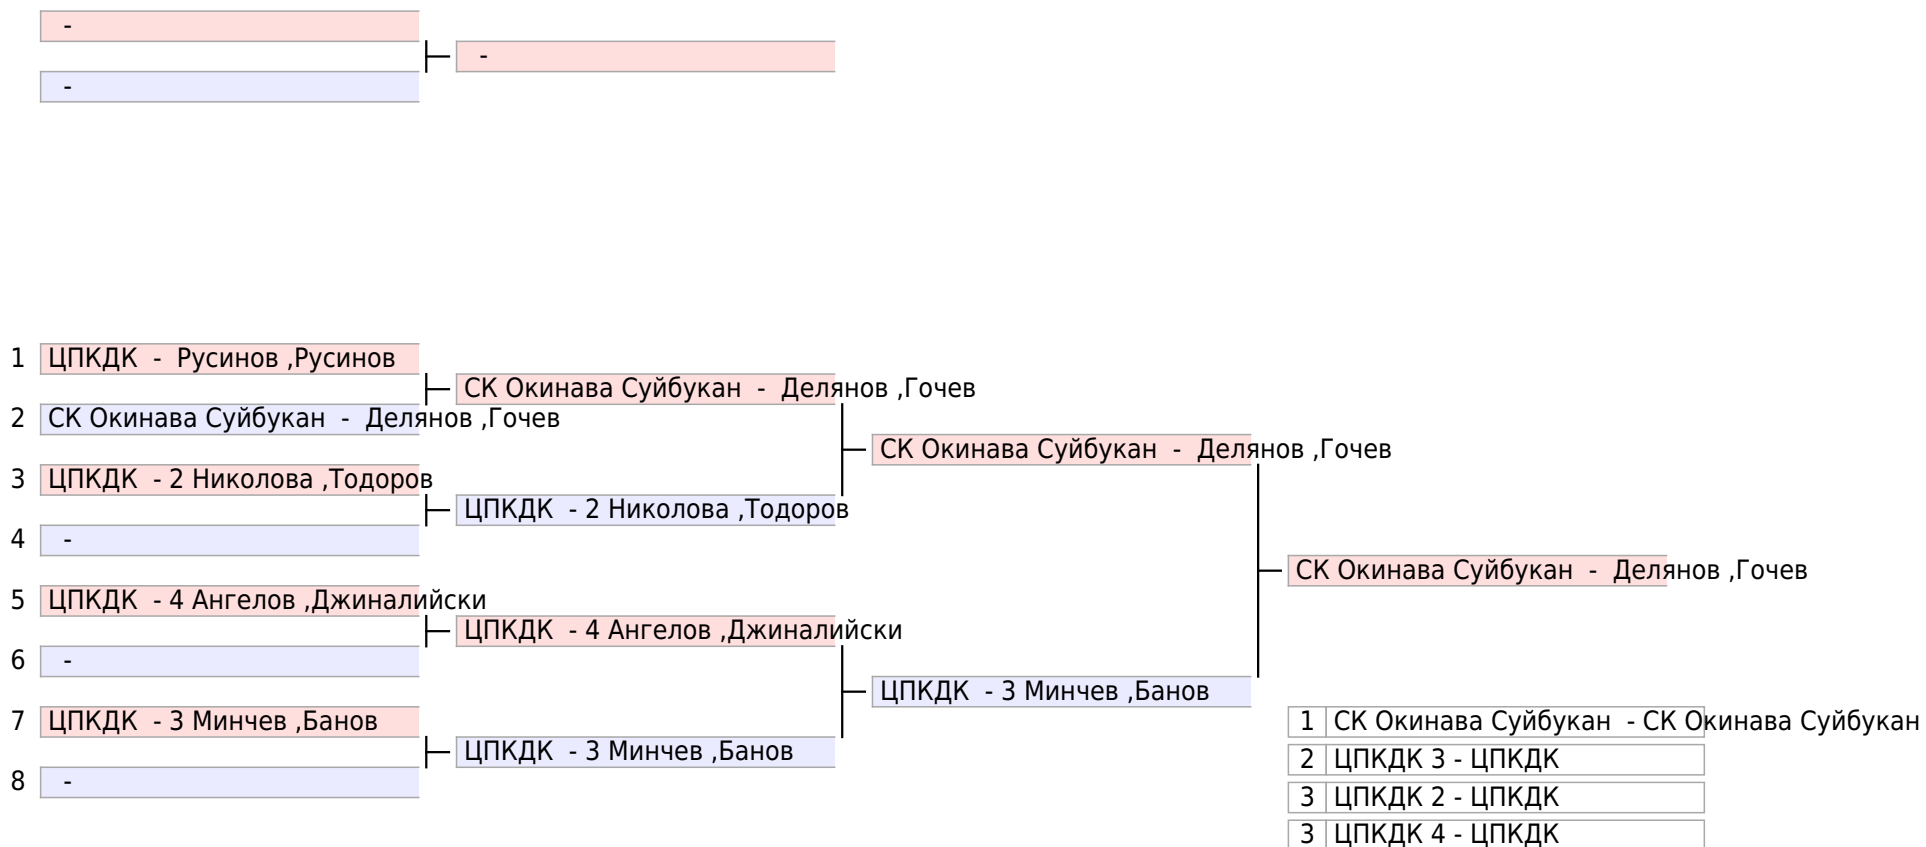 -
-
-
1 ЦПКДК - Русинов ,Русинов
СК Окинава Суйбукан - Делянов ,Гочев
2 СК Окинава Суйбукан - Делянов ,Гочев
СК Окинава Суйбукан - Делянов ,Гочев
3 ЦПКДК - 2 Николова ,Тодоров
ЦПКДК - 2 Николова ,Тодоров
4 -
СК Окинава Суйбукан - Делянов ,Гочев
5 ЦПКДК - 4 Ангелов ,Джиналийски
ЦПКДК - 4 Ангелов ,Джиналийски
6 -
ЦПКДК - 3 Минчев ,Банов
7 ЦПКДК - 3 Минчев ,Банов
ЦПКДК - 3 Минчев ,Банов
8 -
1 СК Окинава Суйбукан - СК Окинава Суйбукан
2 ЦПКДК 3 - ЦПКДК
3 ЦПКДК 2 - ЦПКДК
3 ЦПКДК 4 - ЦПКДК